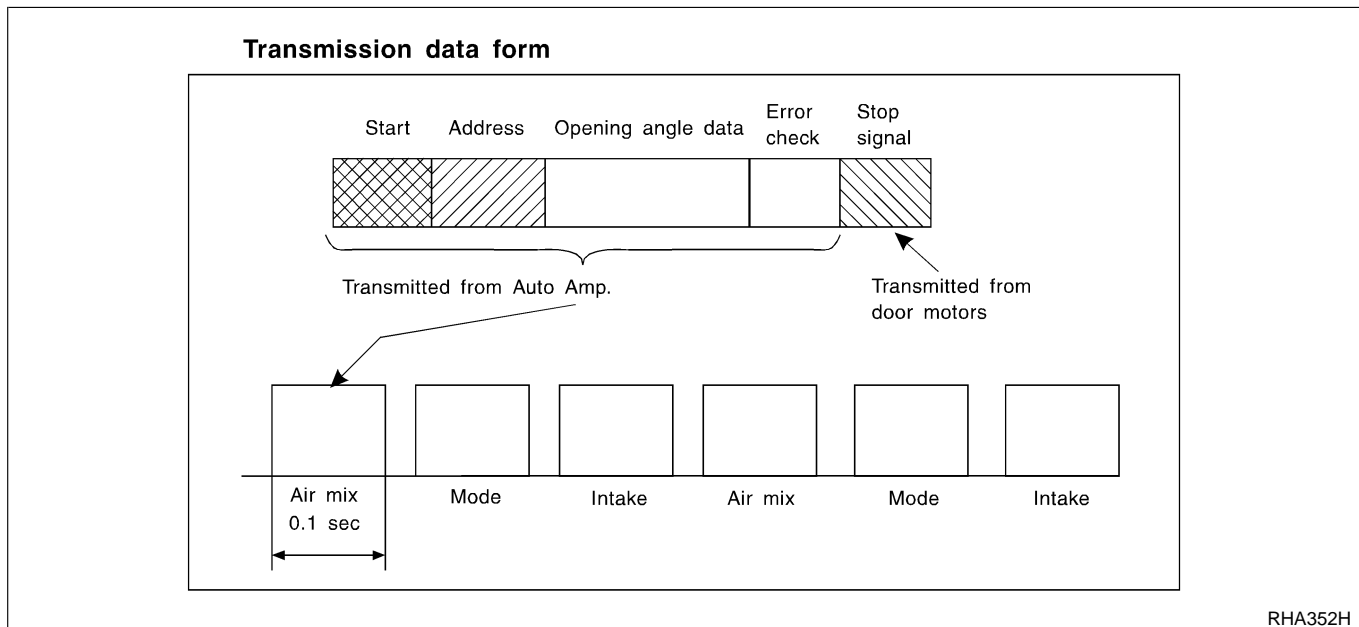 Transmission data form
Start Address Opening angle data Error check Stop signal
Transmitted from Auto Amp.
Transmitted from
door motors
Air mix
0.1 sec
Mode
Intake
Air mix
Mode
Intake
RHA352H